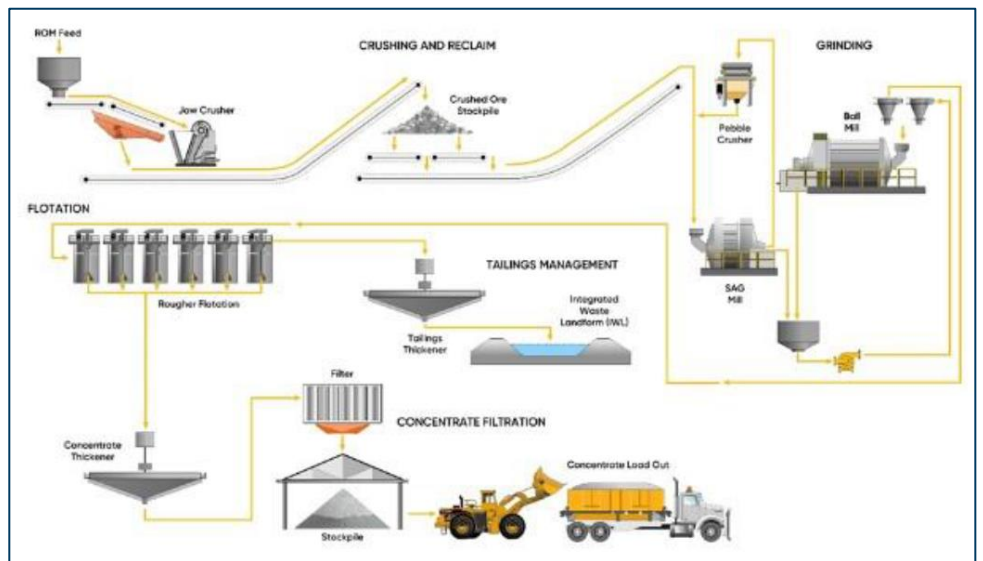 ROM Feed
CRUSHING AND RECLAIM
GRINDING
Jaw Crusher
Crushed Ore
Stockpile
Pebble
Crusher
Ball
Mill
FLOTATION
Rougher Flotation
TAILINGS MANAGEMENT
SAG
Mill
Integrated
Waste
Landform (IWL)
Tailings
Thickener
Filter
CONCENTRATE FILTRATION
Concentrate
Thickener
Concentrate Load Out
Stockpile